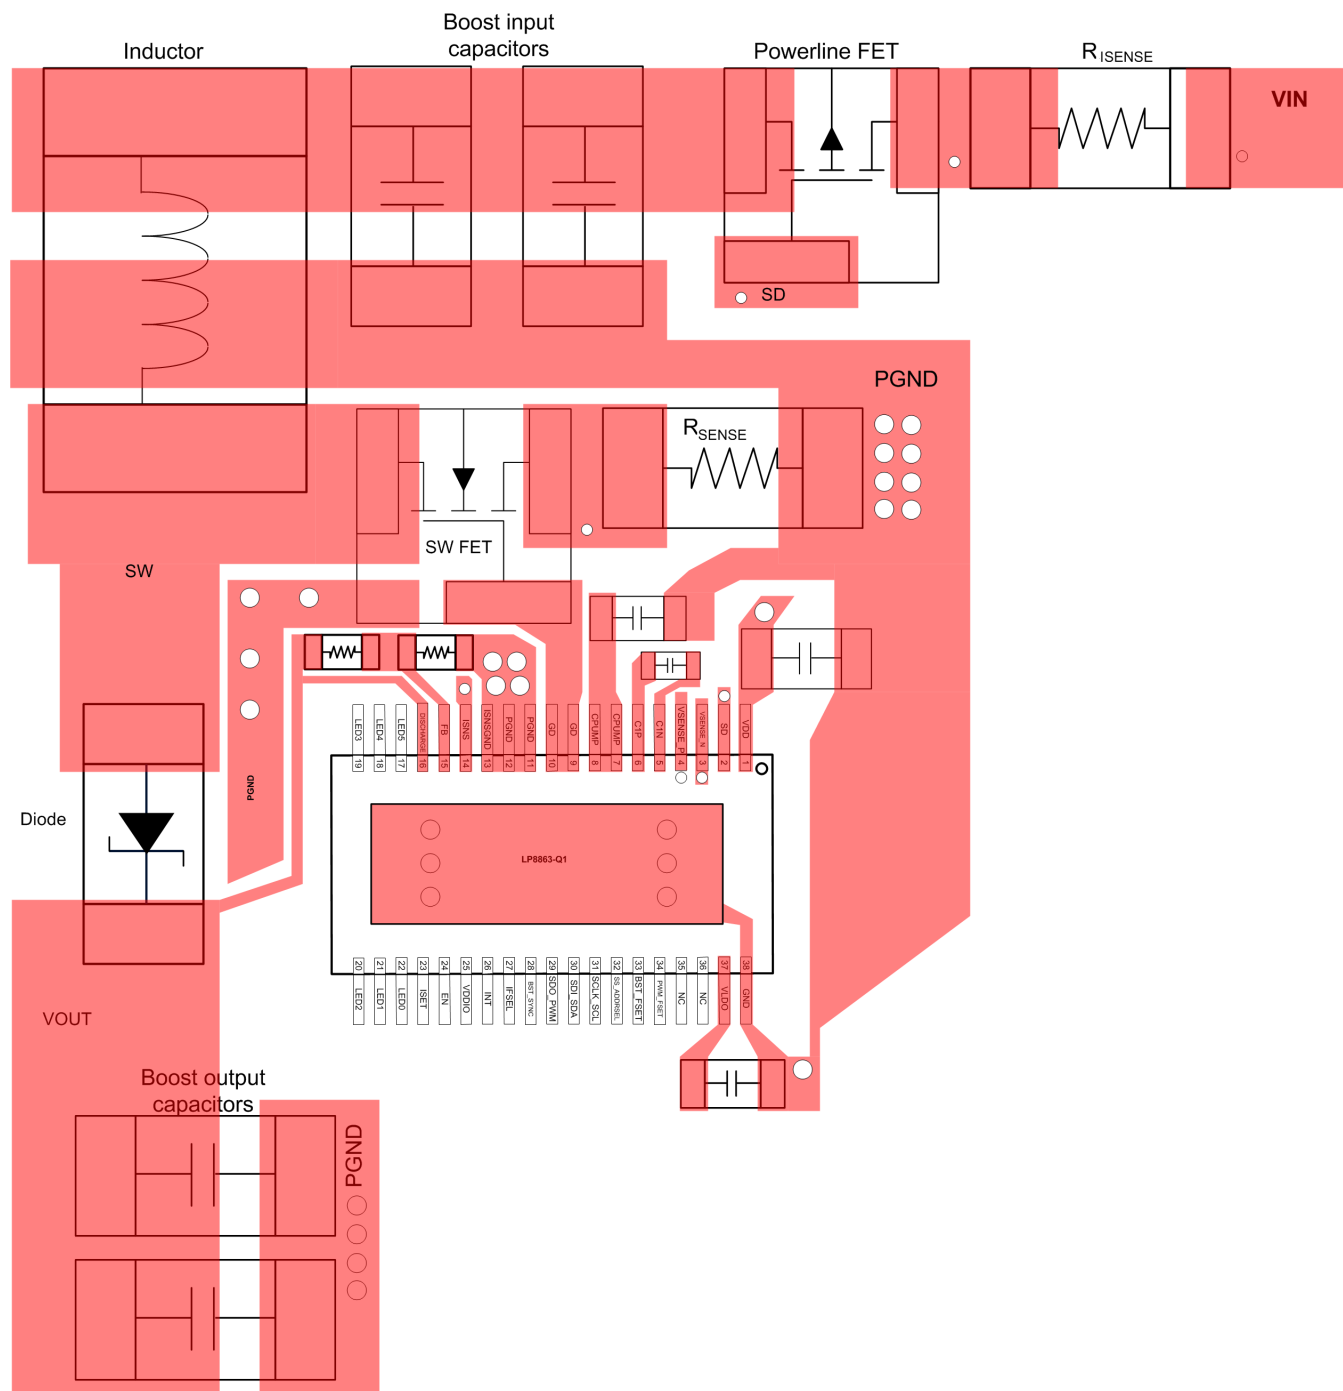 Inductor
Boost input
capacitors
Powerline FET
RISENSE
VIN
SD
PGND
RSENSE
SW FET
SW
PGND
Diode
LED3
LED4
LED5
DISCHARGE
FB
ISNS
ISNSGND
PGND
PGND
GD
GD
CPUMP
CPUMP
C1P
C1N
VSENSE_P
VSENSE_N
SD
VDD
19
18
17
16
15
14
13
12
11
10
9
8
7
6
5
4
3
2
1
LP8863-Q1
20
21
22
23
24
25
26
27
28
29
30
31
32
33
34
35
36
37
38
LED2
LED1
LED0
ISET
EN
VDDIO
INT
IFSEL
BST_SYNC
SDO_PWM
SDI_SDA
SCLK_SCL
SS_ADDRSEL
BST_FSET
PWM_FSET
NC
NC
VLDO
GND
VOUT
Boost output
capacitors
PGND